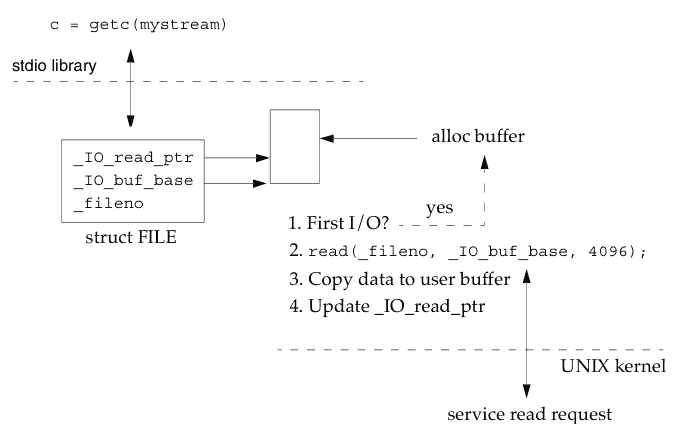 c = getc(mystream)
stdio library
_IO_read_ptr
_IO_buf_base
_fileno
struct FILE
alloc buffer
yes
1. First I/O?
2. read(_fileno, _IO_buf_base, 4096);
3. Copy data to user buffer
4. Update _IO_read_ptr
UNIX kernel
service read request